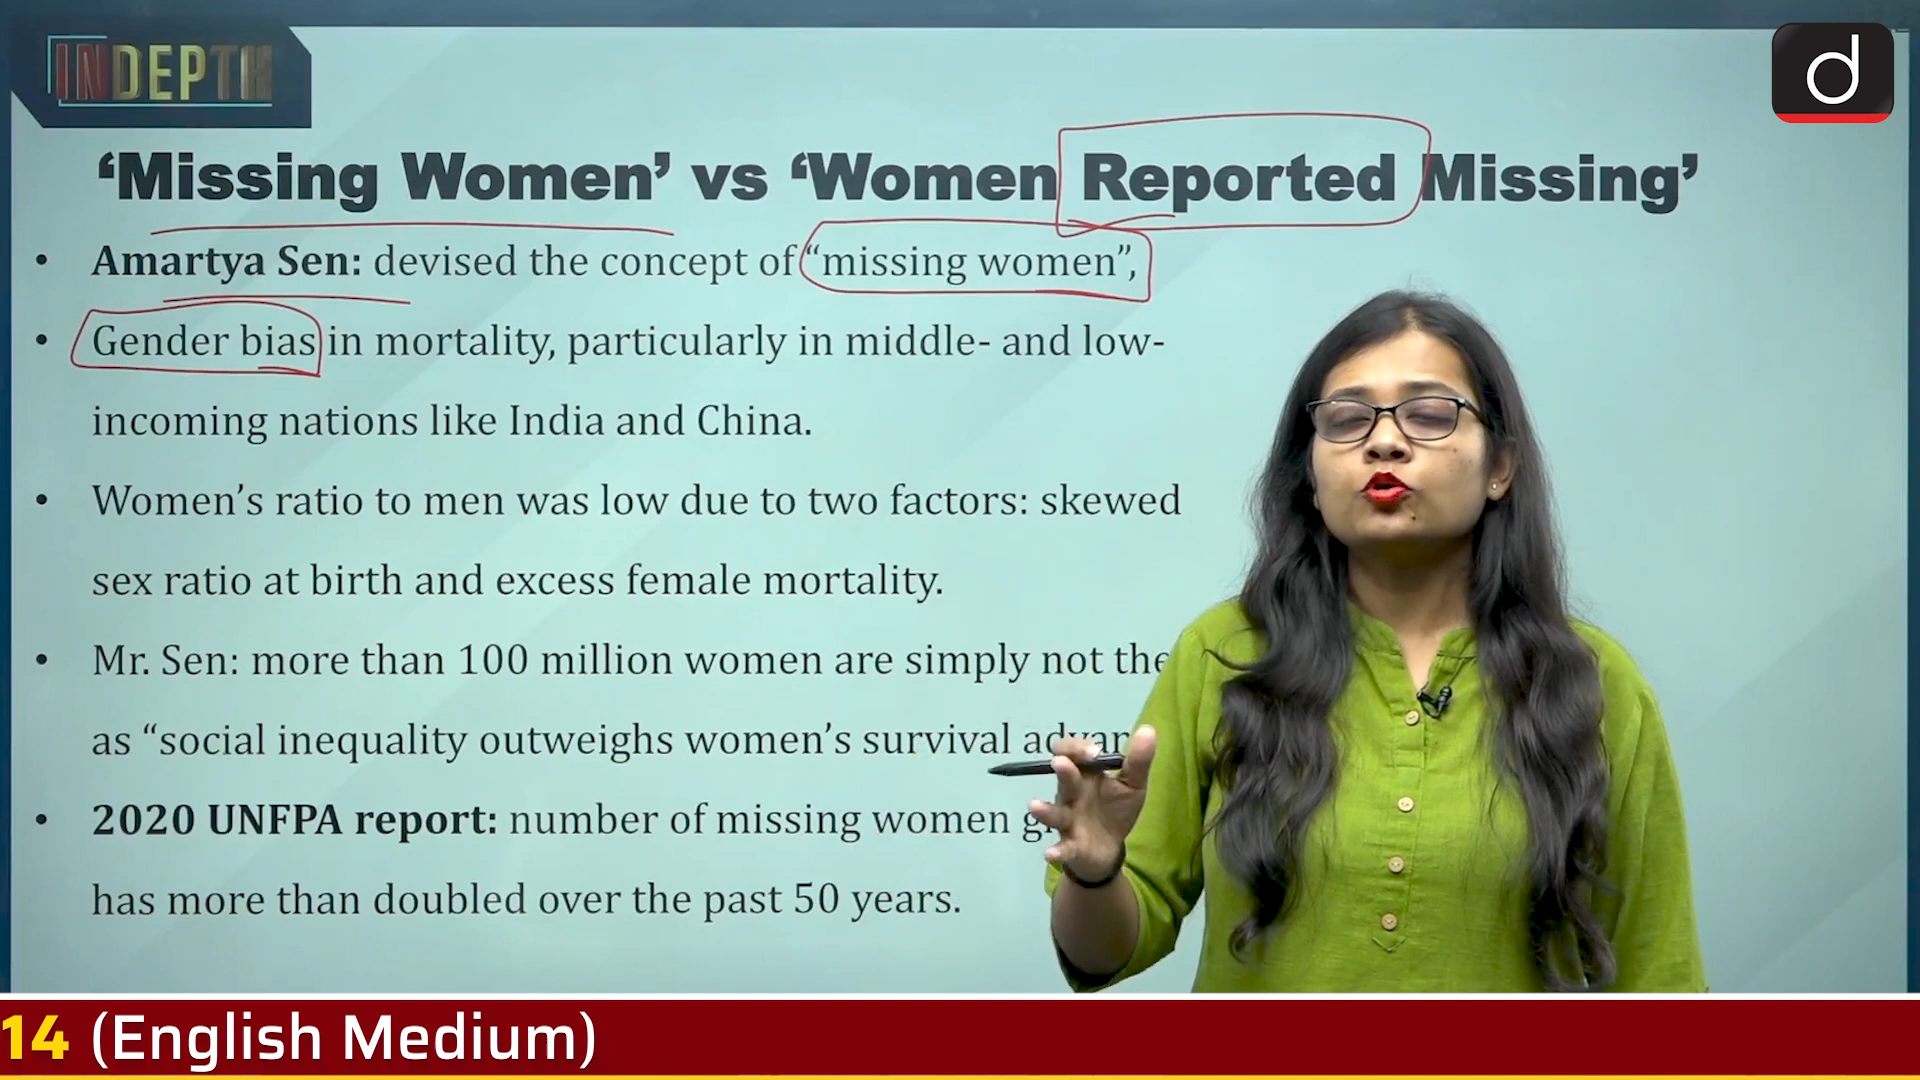 INDEPTH
d
‘Missing Women’ vs ‘Women Reported Missing’
• Amartya Sen: devised the concept of “missing women”,
• Gender bias in mortality, particularly in middle- and low-
incoming nations like India and China.
• Women’s ratio to men was low due to two factors: skewed
sex ratio at birth and excess female mortality.
• Mr. Sen: more than 100 million women are simply not
as “social inequality outweighs women’s survival
• 2020 UNFPA report: number of missing women
has more than doubled over the past 50 years.
14 (English Medium)